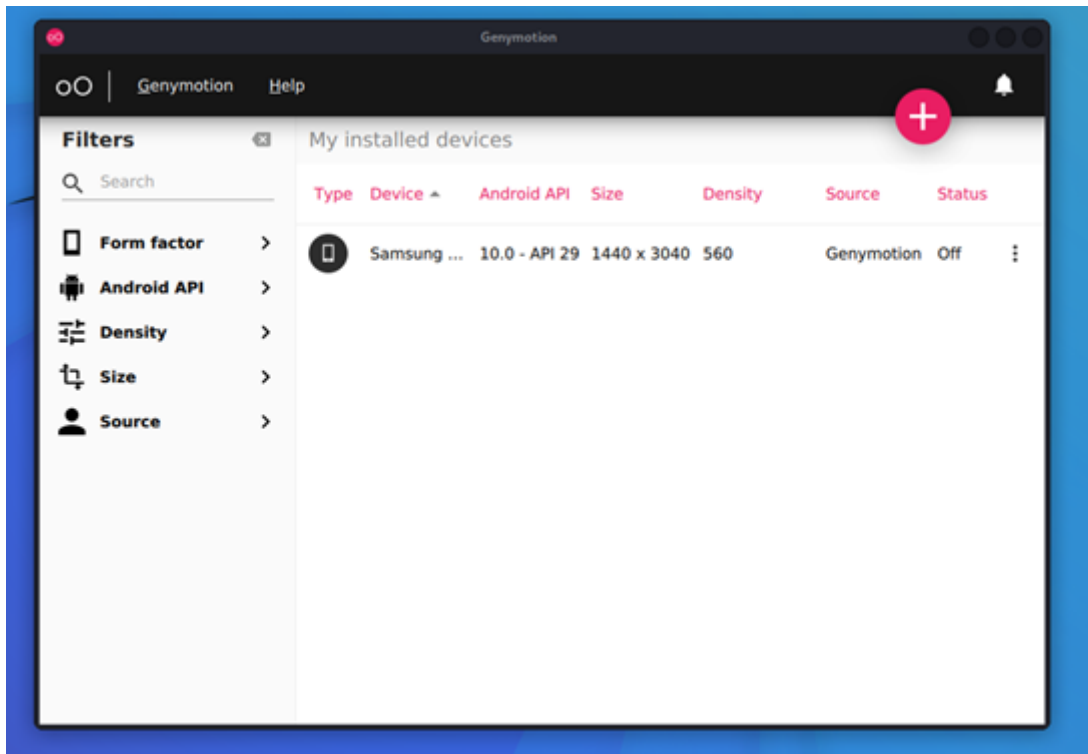 Genymotion
oO Genymotion Help
Filters
My installed devices
Search
Type Device Android API Size Density Source Status
Form factor
Samsung ... 10.0 - API 29 1440 x 3040 560 Genymotion Off
Android API
Density
Size
Source